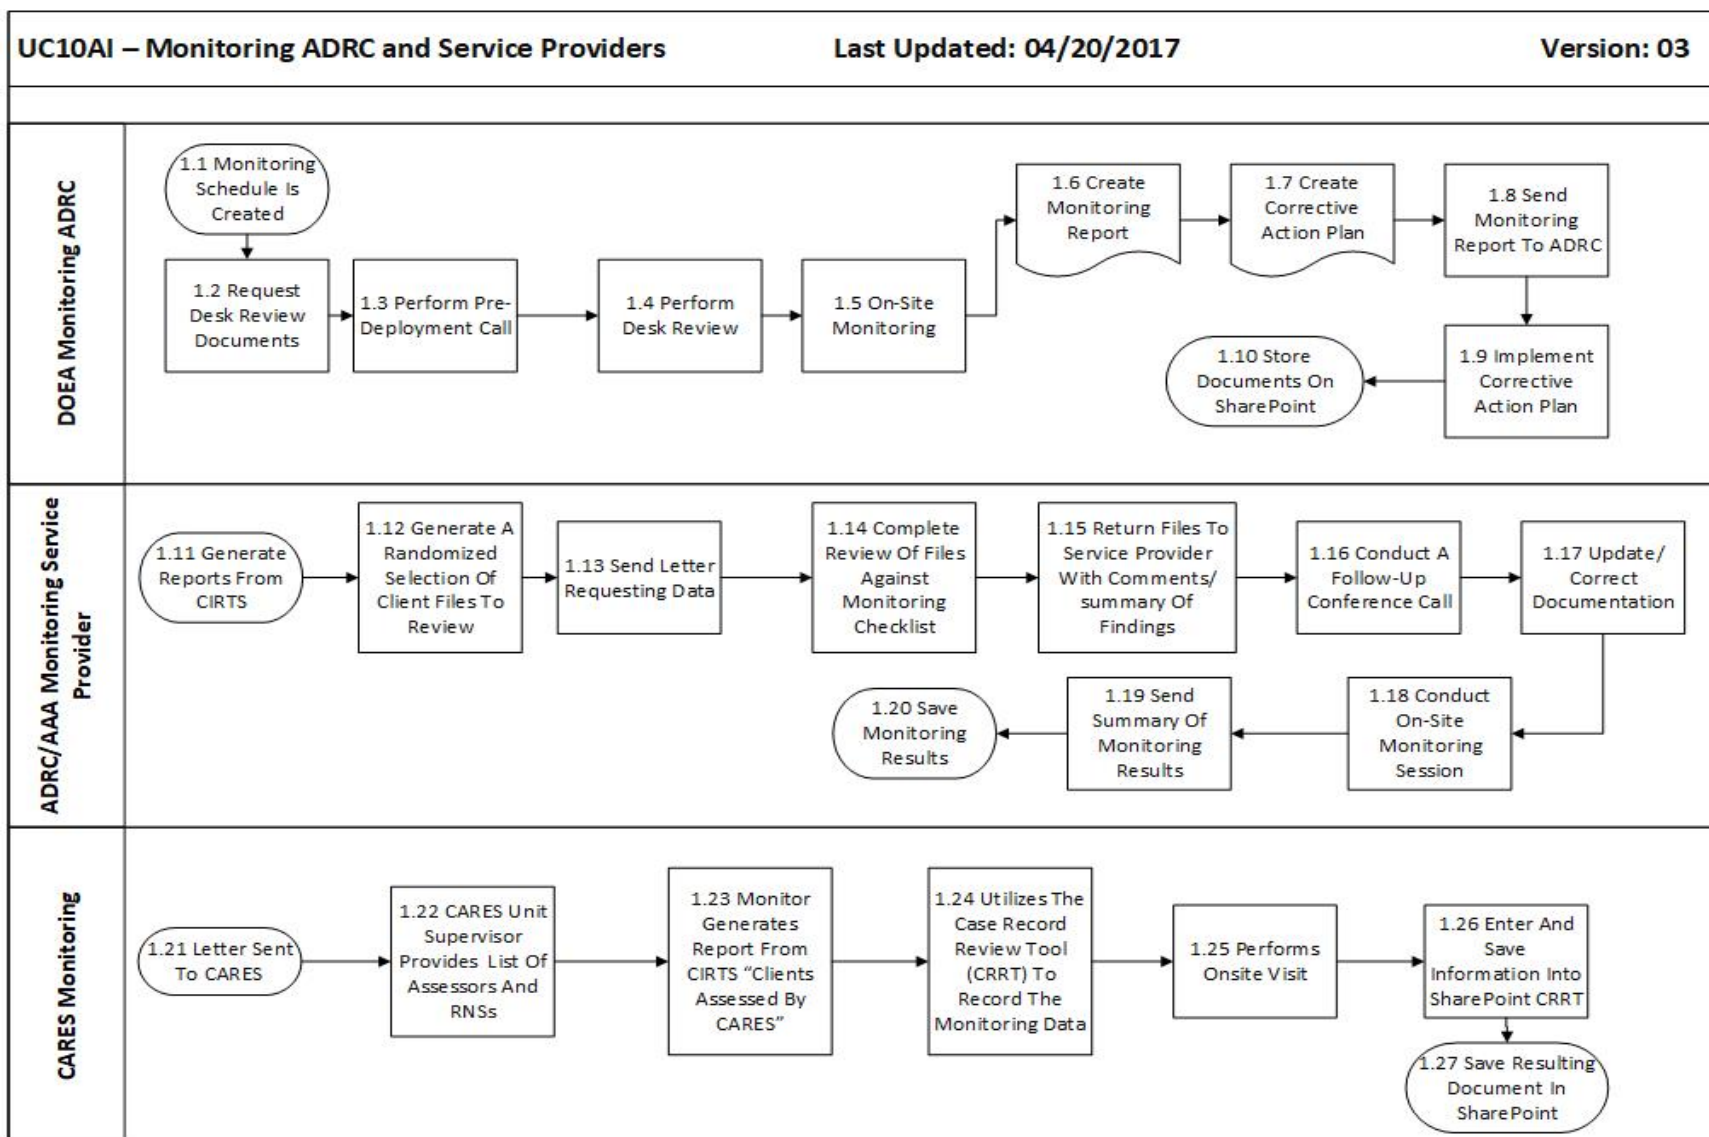 UC10AI – Monitoring ADRC and Service Providers Last Updated: 04/20/2017 Version: 03
DOEA Monitoring ADRC
1.1 Monitoring
Schedule Is
Created
1.2 Request
Desk Review
Documents
1.3 Perform Pre-
Deployment Call
1.4 Perform
Desk Review
1.5 On-Site
Monitoring
1.6 Create
Monitoring
Report
1.7 Create
Corrective
Action Plan
1.8 Send
Monitoring
Report To ADRC
1.9 Implement
Corrective
Action Plan
1.10 Store
Documents On
SharePoint
ADRC/AAA Monitoring Service
Provider
1.11 Generate
Reports From
CIRTS
1.12 Generate A
Randomized
Selection Of
Client Files To
Review
1.13 Send Letter
Requesting Data
1.14 Complete
Review Of Files
Against
Monitoring
Checklist
1.15 Return Files To
Service Provider
With Comments/
summary Of
Findings
1.16 Conduct A
Follow-Up
Conference Call
1.17 Update/
Correct
Documentation
1.18 Conduct
On-Site
Monitoring
Session
1.19 Send
Summary Of
Monitoring
Results
1.20 Save
Monitoring
Results
CARES Monitoring
1.21 Letter Sent
To CARES
1.22 CARES Unit
Supervisor
Provides List Of
Assessors And
RNSs
1.23 Monitor
Generates
Report From
CIRTS “Clients
Assessed By
CARES”
1.24 Utilizes The
Case Record
Review Tool
(CRRT) To
Record The
Monitoring Data
1.25 Performs
Onsite Visit
1.26 Enter And
Save
Information Into
SharePoint CRRT
1.27 Save Resulting
Document In
SharePoint